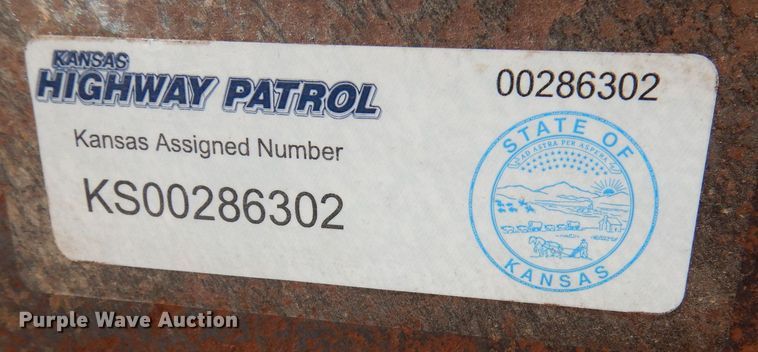 KANSAS
HIGHWAY PATROL
00286302
Kansas Assigned Number
KS00286302
STATE OF
AD ASTRA PER ASPERA
KANSAS
Purple Wave Auction